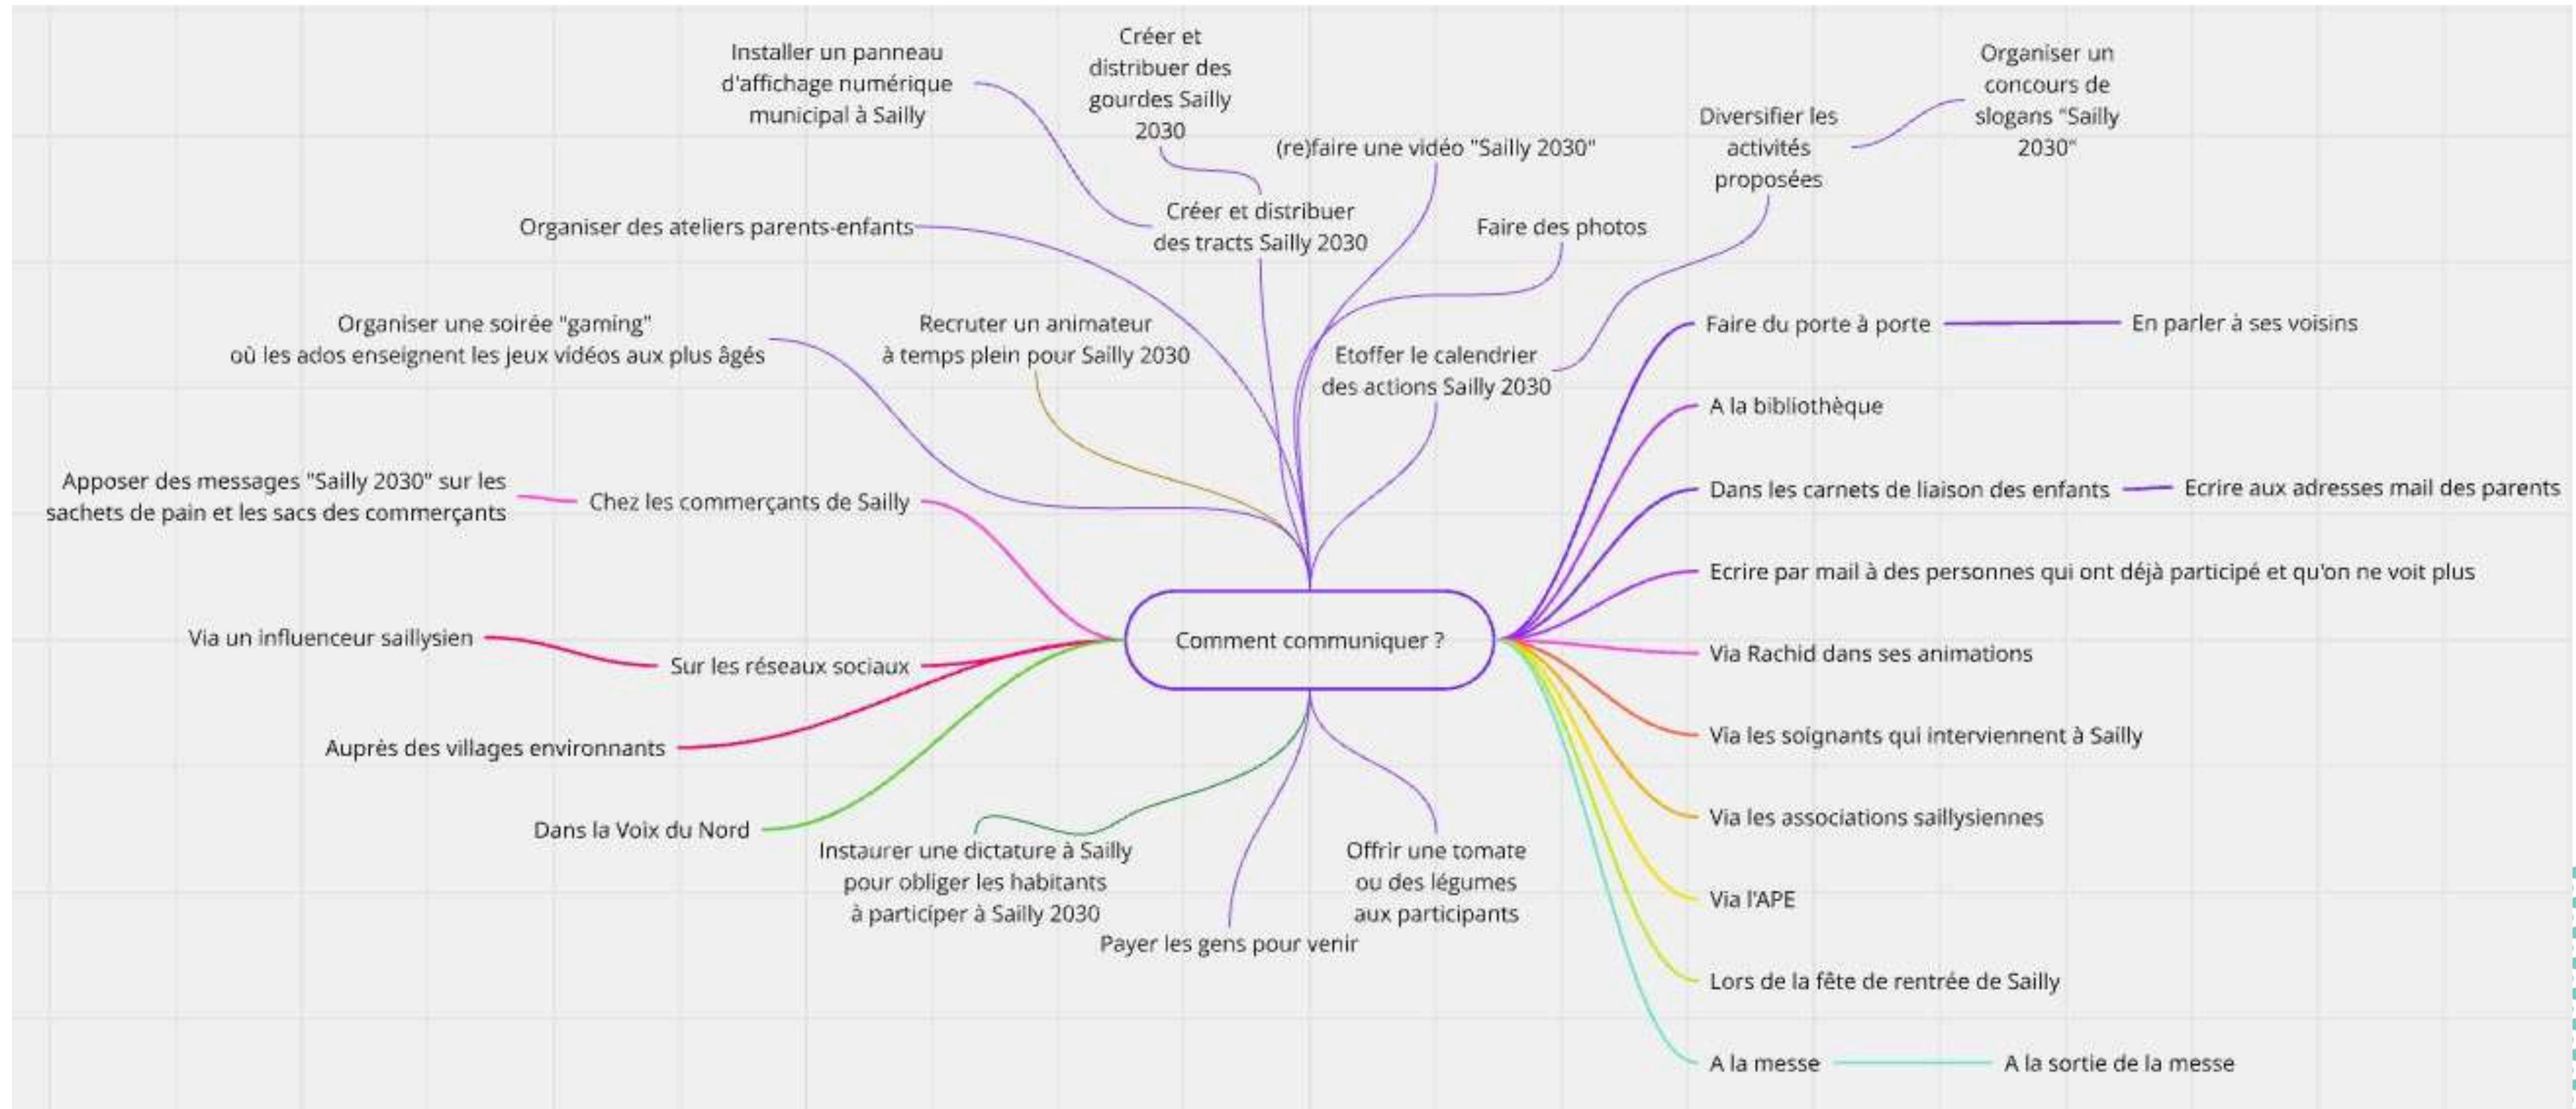 Installer un panneau
d'affichage numérique
municipal à Sailly
Créer et
distribuer des
gourdes Sailly
2030
(re)faire une vidéo "Sailly 2030"
Diversifier les
activités
proposées
Organiser un
concours de
slogans "Sailly
2030"
Organiser des ateliers parents-enfants
Créer et distribuer
des tracts Sailly 2030
Faire des photos
Organiser une soirée "gaming"
où les ados enseignent les jeux vidéos aux plus âgés
Recruter un animateur
à temps plein pour Sailly 2030
Etoffer le calendrier
des actions Sailly 2030
Apposer des messages "Sailly 2030" sur les
sachets de pain et les sacs des commerçants
Chez les commerçants de Sailly
Via un influenceur saillysien
Sur les réseaux sociaux
Auprès des villages environnants
Dans la Voix du Nord
Comment communiquer ?
Instaurer une dictature à Sailly
pour obliger les habitants
à participer à Sailly 2030
Payer les gens pour venir
Offrir une tomate
ou des légumes
aux participants
Faire du porte à porte
En parler à ses voisins
A la bibliothèque
Dans les carnets de liaison des enfants
Ecrire aux adresses mail des parents
Ecrire par mail à des personnes qui ont déjà participé et qu'on ne voit plus
Via Rachid dans ses animations
Via les soignants qui interviennent à Sailly
Via les associations saillysiennes
Via l'APE
Lors de la fête de rentrée de Sailly
A la messe
A la sortie de la messe